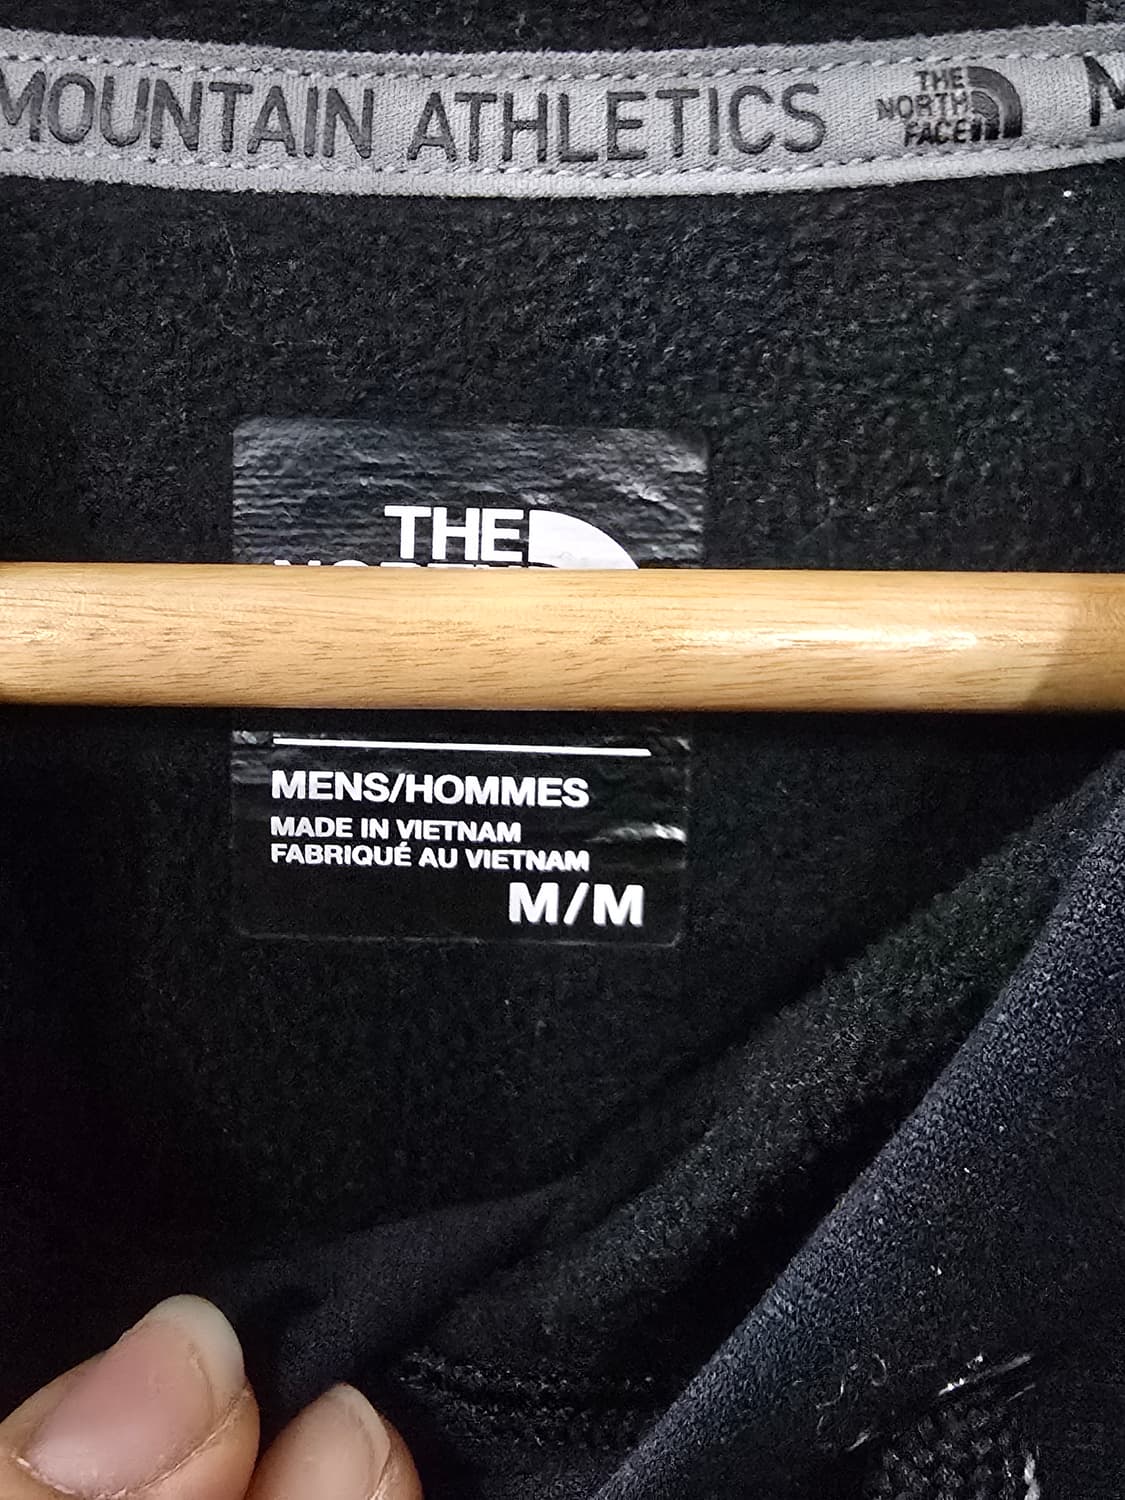 MOUNTAIN ATHLETICS
THE
NORTH
FACE
THE
MENS/HOMMES
MADE IN VIETNAM
FABRIQUÉ AU VIETNAM
M/M